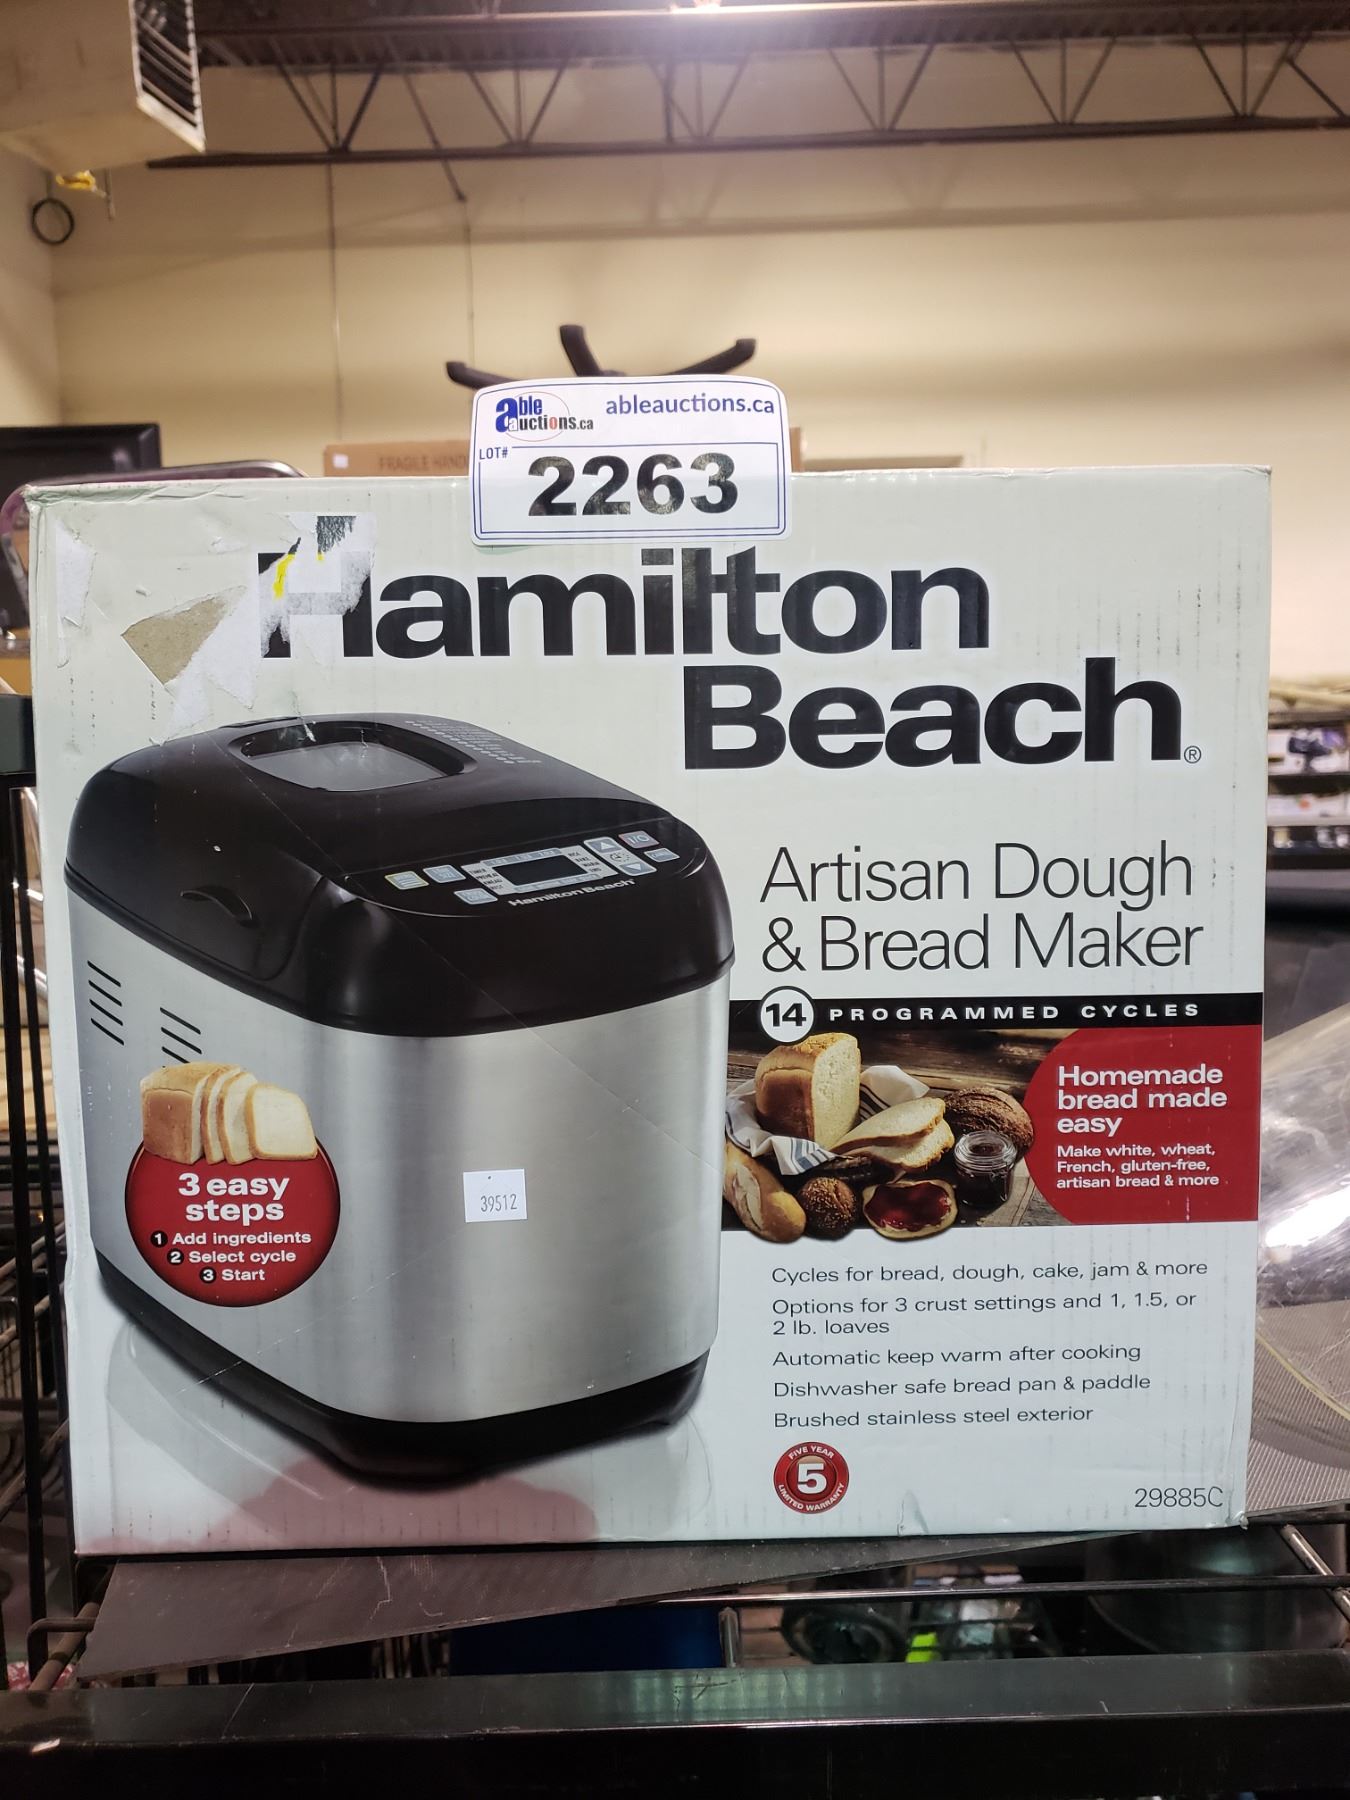 able
auctions.ca
ableauctions.ca
LOT#
2263
FRAGILE
Hamilton
Beach®
Hamilton Beach
Artisan Dough
& Bread Maker
14 PROGRAMMED CYCLES
Homemade
bread made
easy
Make white, wheat,
French, gluten-free,
artisan bread & more
3 easy
steps
1 Add ingredients
2 Select cycle
3 Start
39512
Cycles for bread, dough, cake, jam & more
Options for 3 crust settings and 1, 1.5, or
2 lb. loaves
Automatic keep warm after cooking
Dishwasher safe bread pan & paddle
Brushed stainless steel exterior
FIVE YEAR
5
LIMITED WARRANTY
29885C